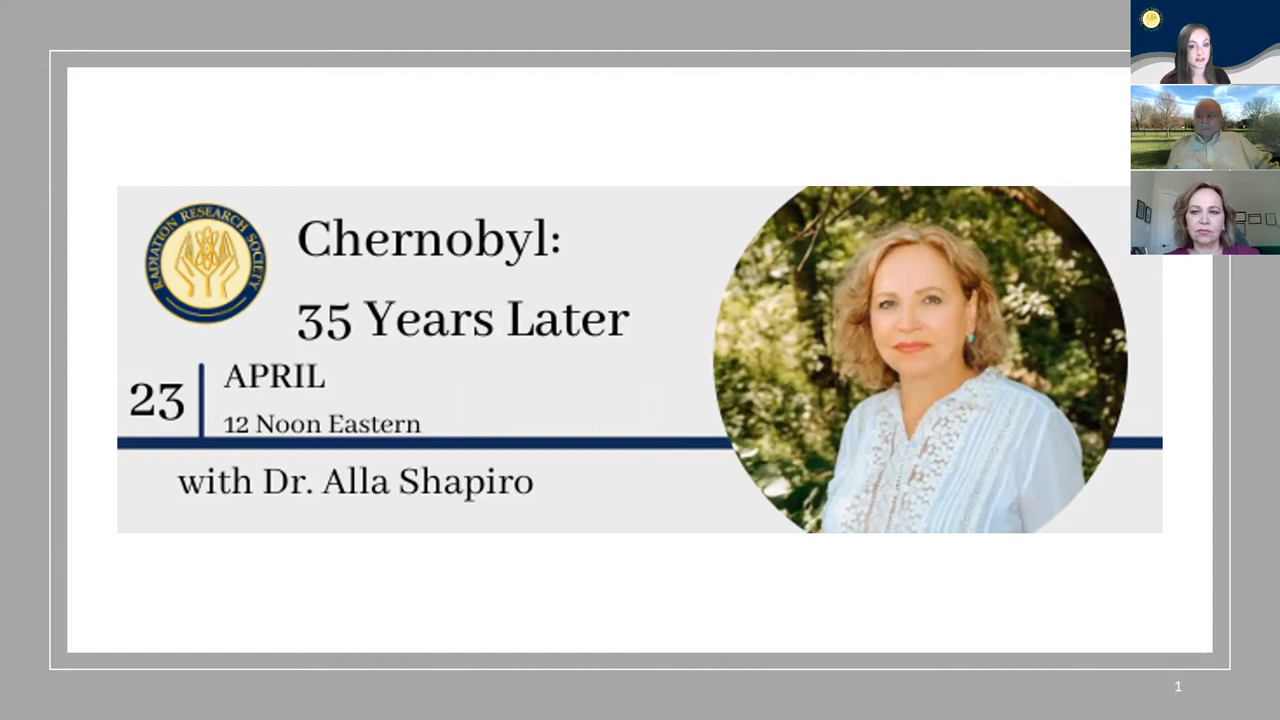 RADIATION RESEARCH SOCIETY
Chernobyl:
35 Years Later
23
APRIL
12 Noon Eastern
with Dr. Alla Shapiro
1